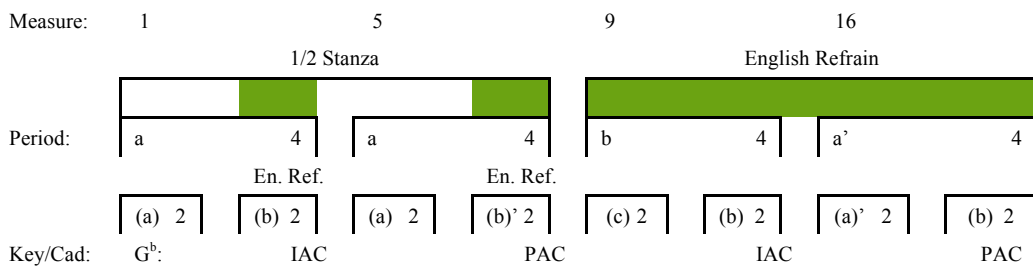 Measure: 1 5 9 16
1/2 Stanza English Refrain
Period: a 4 a 4 b 4 a’ 4
En. Ref. En. Ref.
(a) 2 (b) 2 (a) 2 (b)’ 2 (c) 2 (b) 2 (a)’ 2 (b) 2
Key/Cad: Gᵇ: IAC PAC IAC PAC